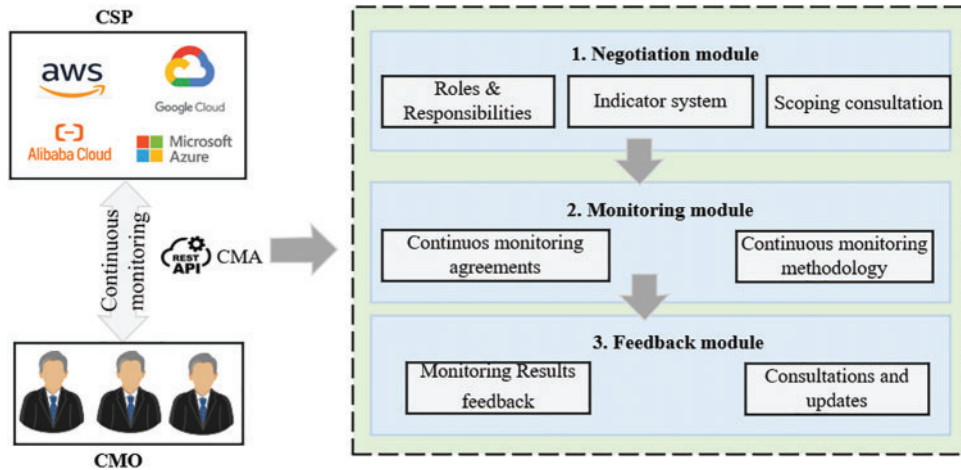 CSP
aws
Google Cloud
Alibaba Cloud
Microsoft
Azure
Continuous
monitoring
REST
API
CMA
CMO
1. Negotiation module
Roles &
Responsibilities
Indicator system
Scoping consultation
2. Monitoring module
Continuos monitoring
agreements
Continuous monitoring
methodology
3. Feedback module
Monitoring Results
feedback
Consultations and
updates